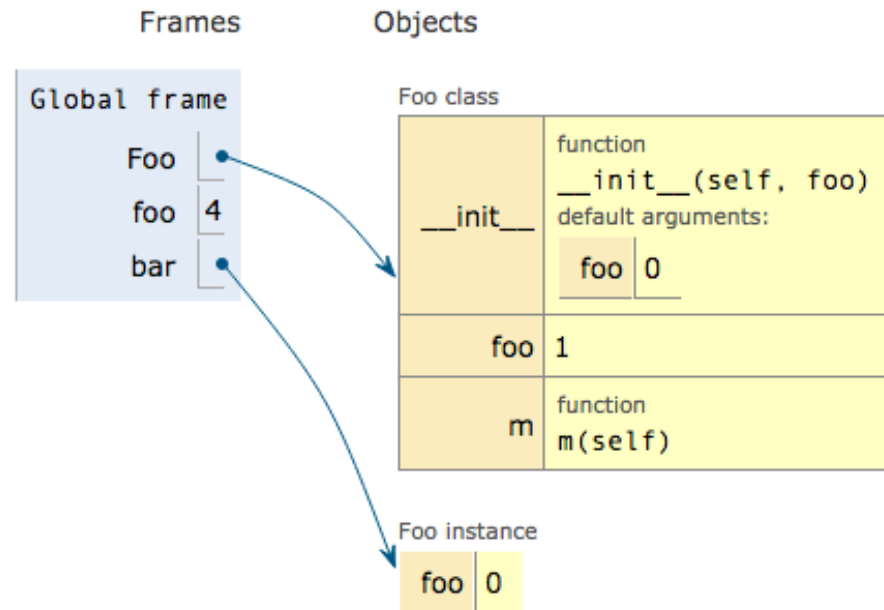 Frames
Objects
Global frame
Foo
foo 4
bar
Foo class
__init__
function
__init__(self, foo)
default arguments:
foo 0
foo 1
m
function
m(self)
Foo instance
foo 0